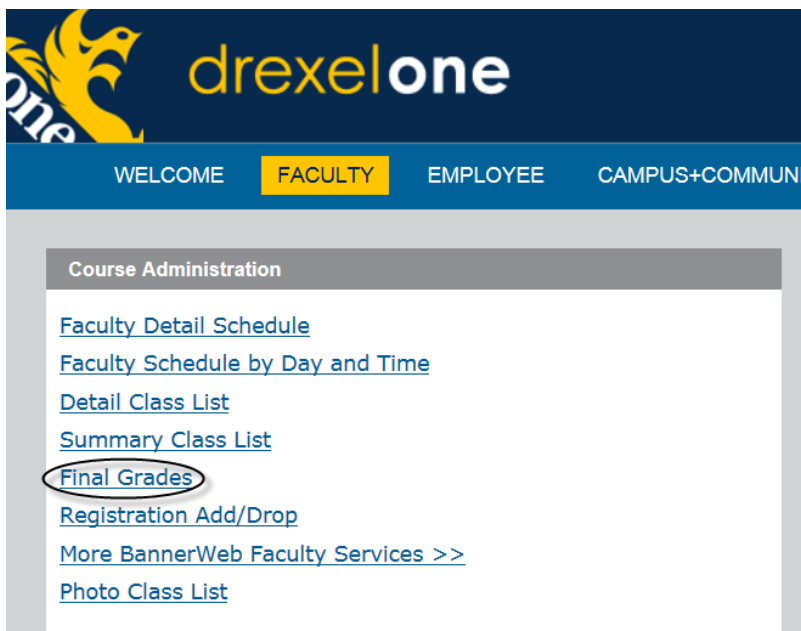 one
drexelone
WELCOME FACULTY EMPLOYEE CAMPUS+COMMUN
Course Administration
Faculty Detail Schedule
Faculty Schedule by Day and Time
Detail Class List
Summary Class List
Final Grades
Registration Add/Drop
More BannerWeb Faculty Services >>
Photo Class List